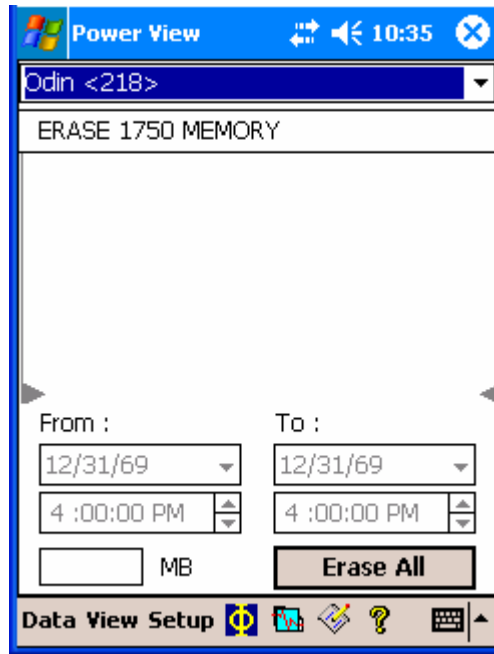 Power View 10:35
Odin <218>
ERASE 1750 MEMORY
From : To :
12/31/69 12/31/69
4 :00:00 PM 4 :00:00 PM
MB Erase All
Data View Setup